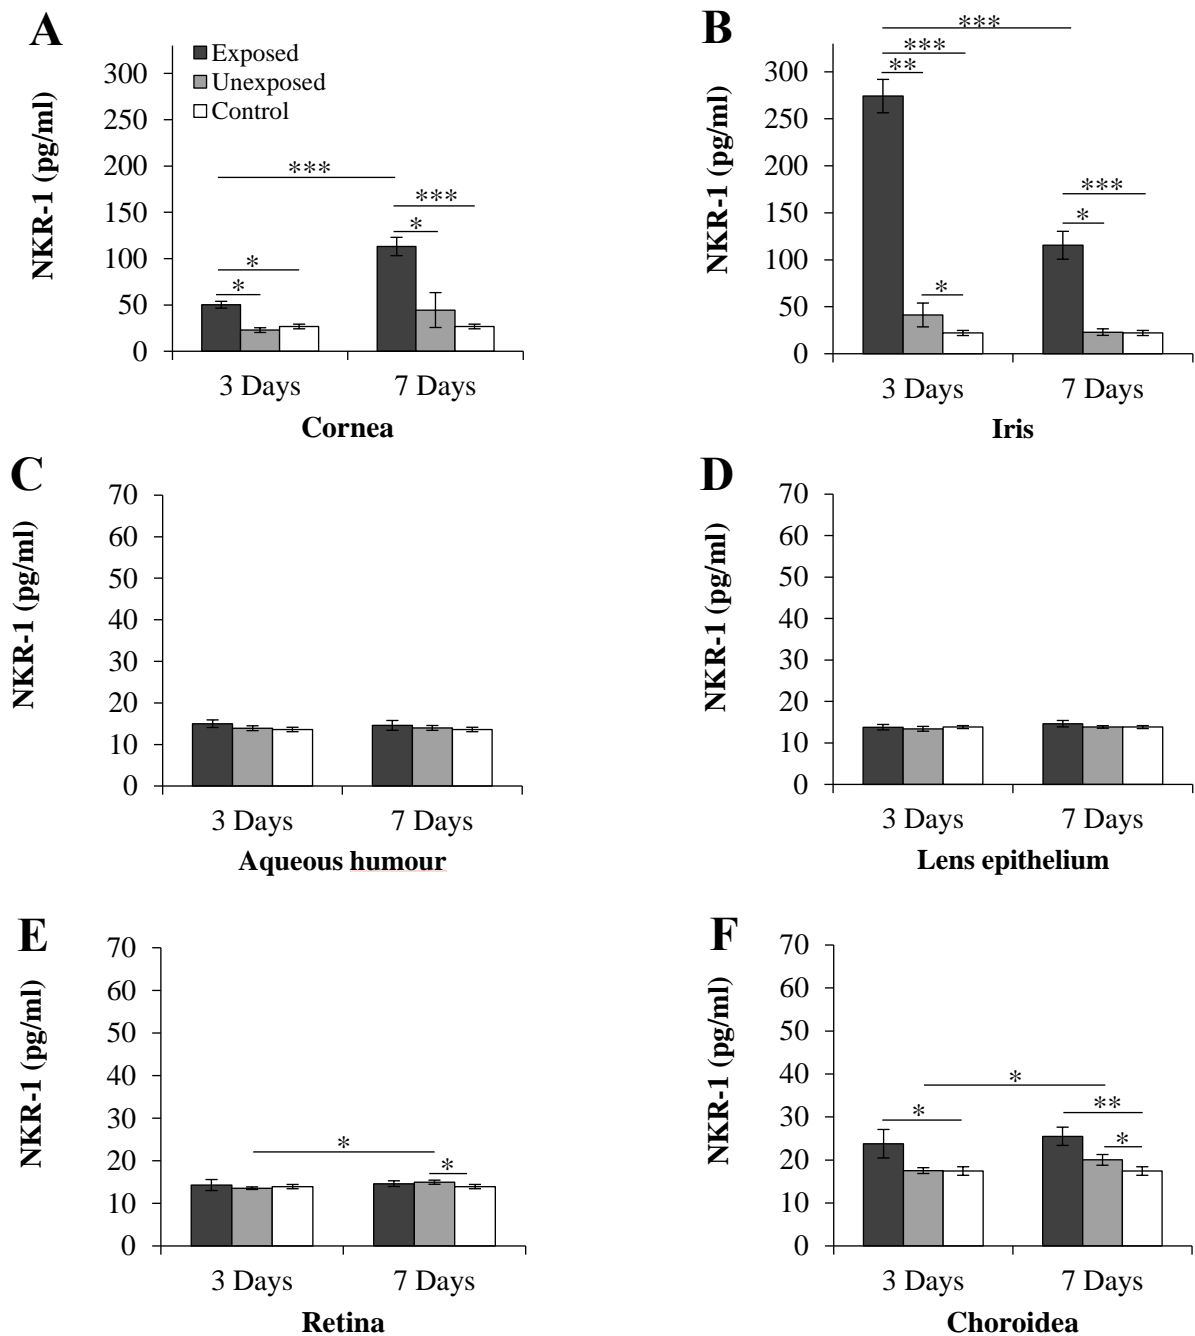 A
Exposed
Unexposed
Control
NKR-1 (pg/ml)
300
250
200
150
100
50
0
***
***
*
*
*
3 Days
7 Days
Cornea
B
NKR-1 (pg/ml)
300
250
200
150
100
50
0
***
***
**
***
*
*
3 Days
7 Days
Iris
C
NKR-1 (pg/ml)
70
60
50
40
30
20
10
0
3 Days
7 Days
Aqueous humour
D
NKR-1 (pg/ml)
70
60
50
40
30
20
10
0
3 Days
7 Days
Lens epithelium
E
NKR-1 (pg/ml)
70
60
50
40
30
20
10
0
*
*
3 Days
7 Days
Retina
F
NKR-1 (pg/ml)
70
60
50
40
30
20
10
0
*
**
*
*
3 Days
7 Days
Choroidea